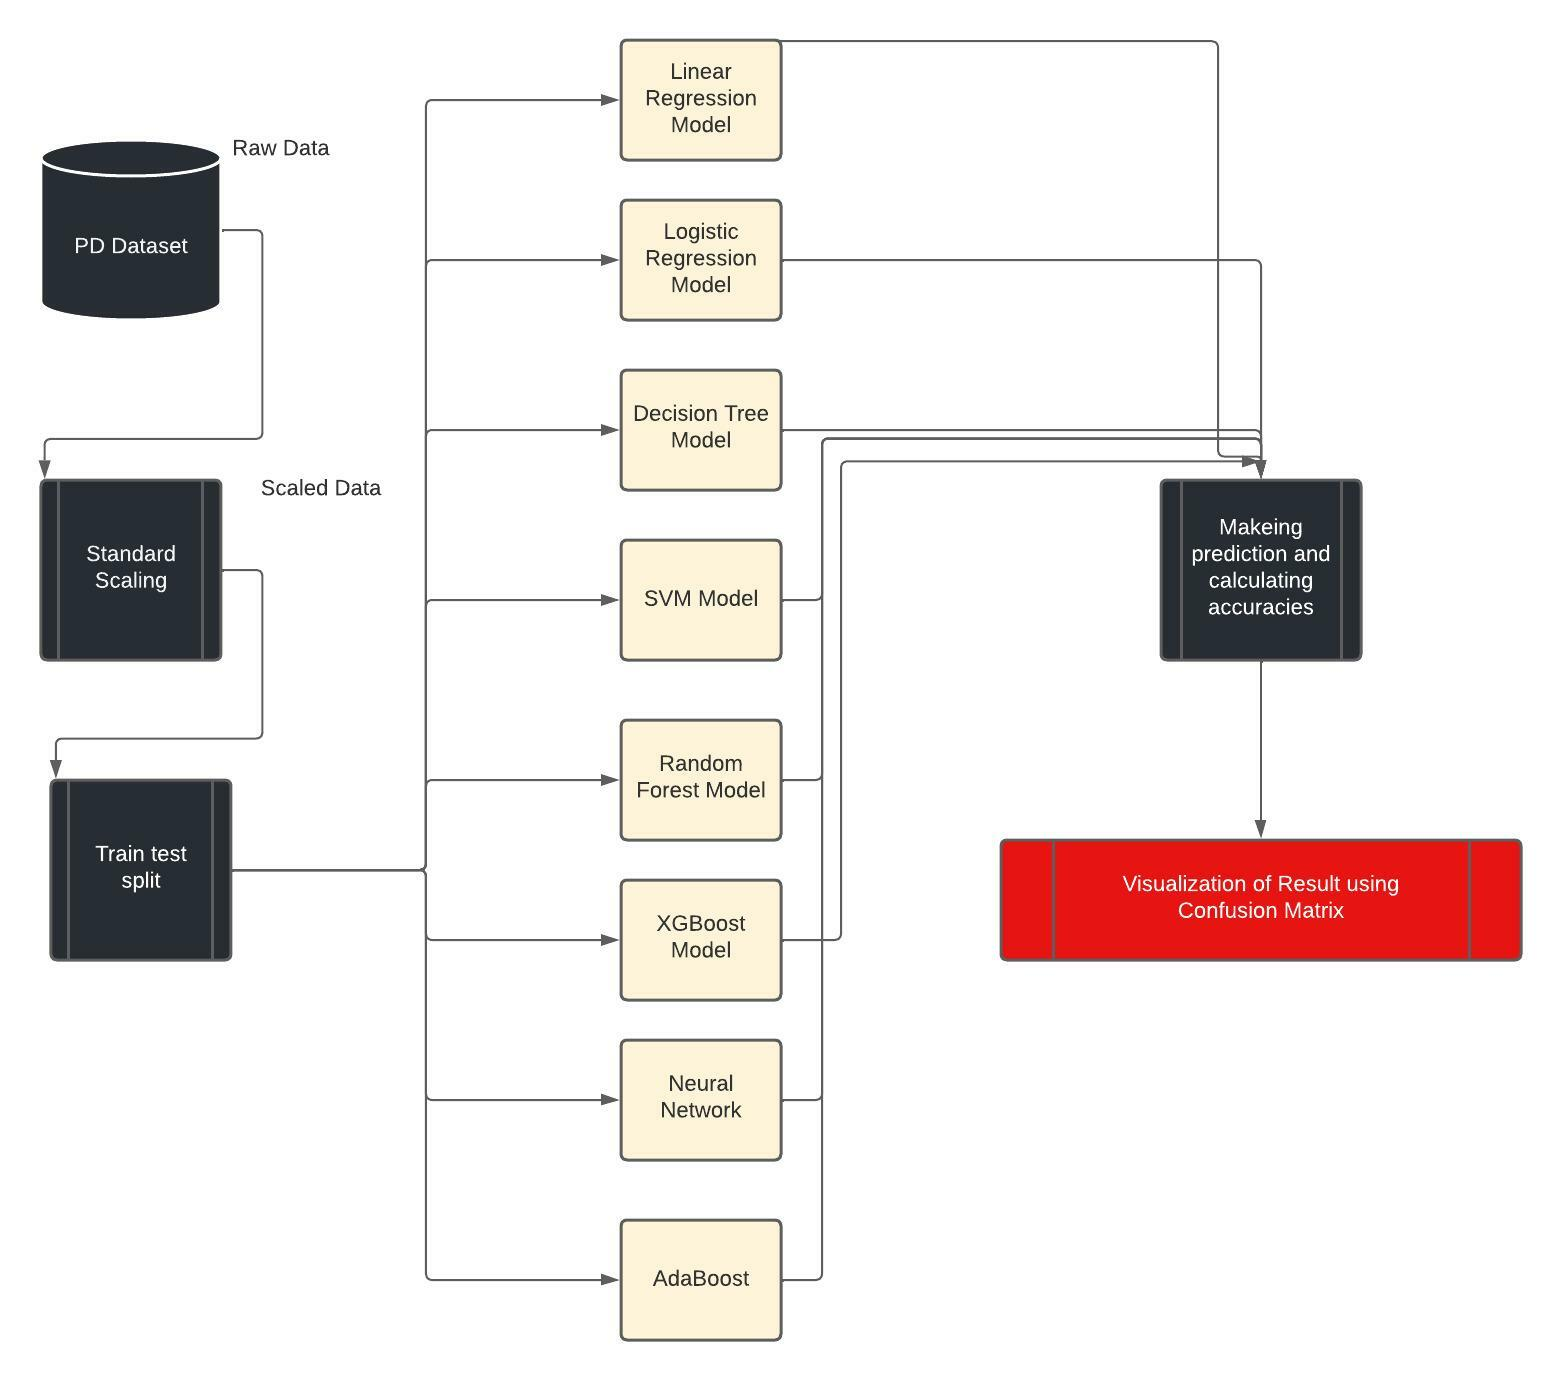 Raw Data
PD Dataset
Scaled Data
Standard
Scaling
Train test
split
Linear
Regression
Model
Logistic
Regression
Model
Decision Tree
Model
SVM Model
Random
Forest Model
XGBoost
Model
Neural
Network
AdaBoost
Makeing
prediction and
calculating
accuracies
Visualization of Result using
Confusion Matrix